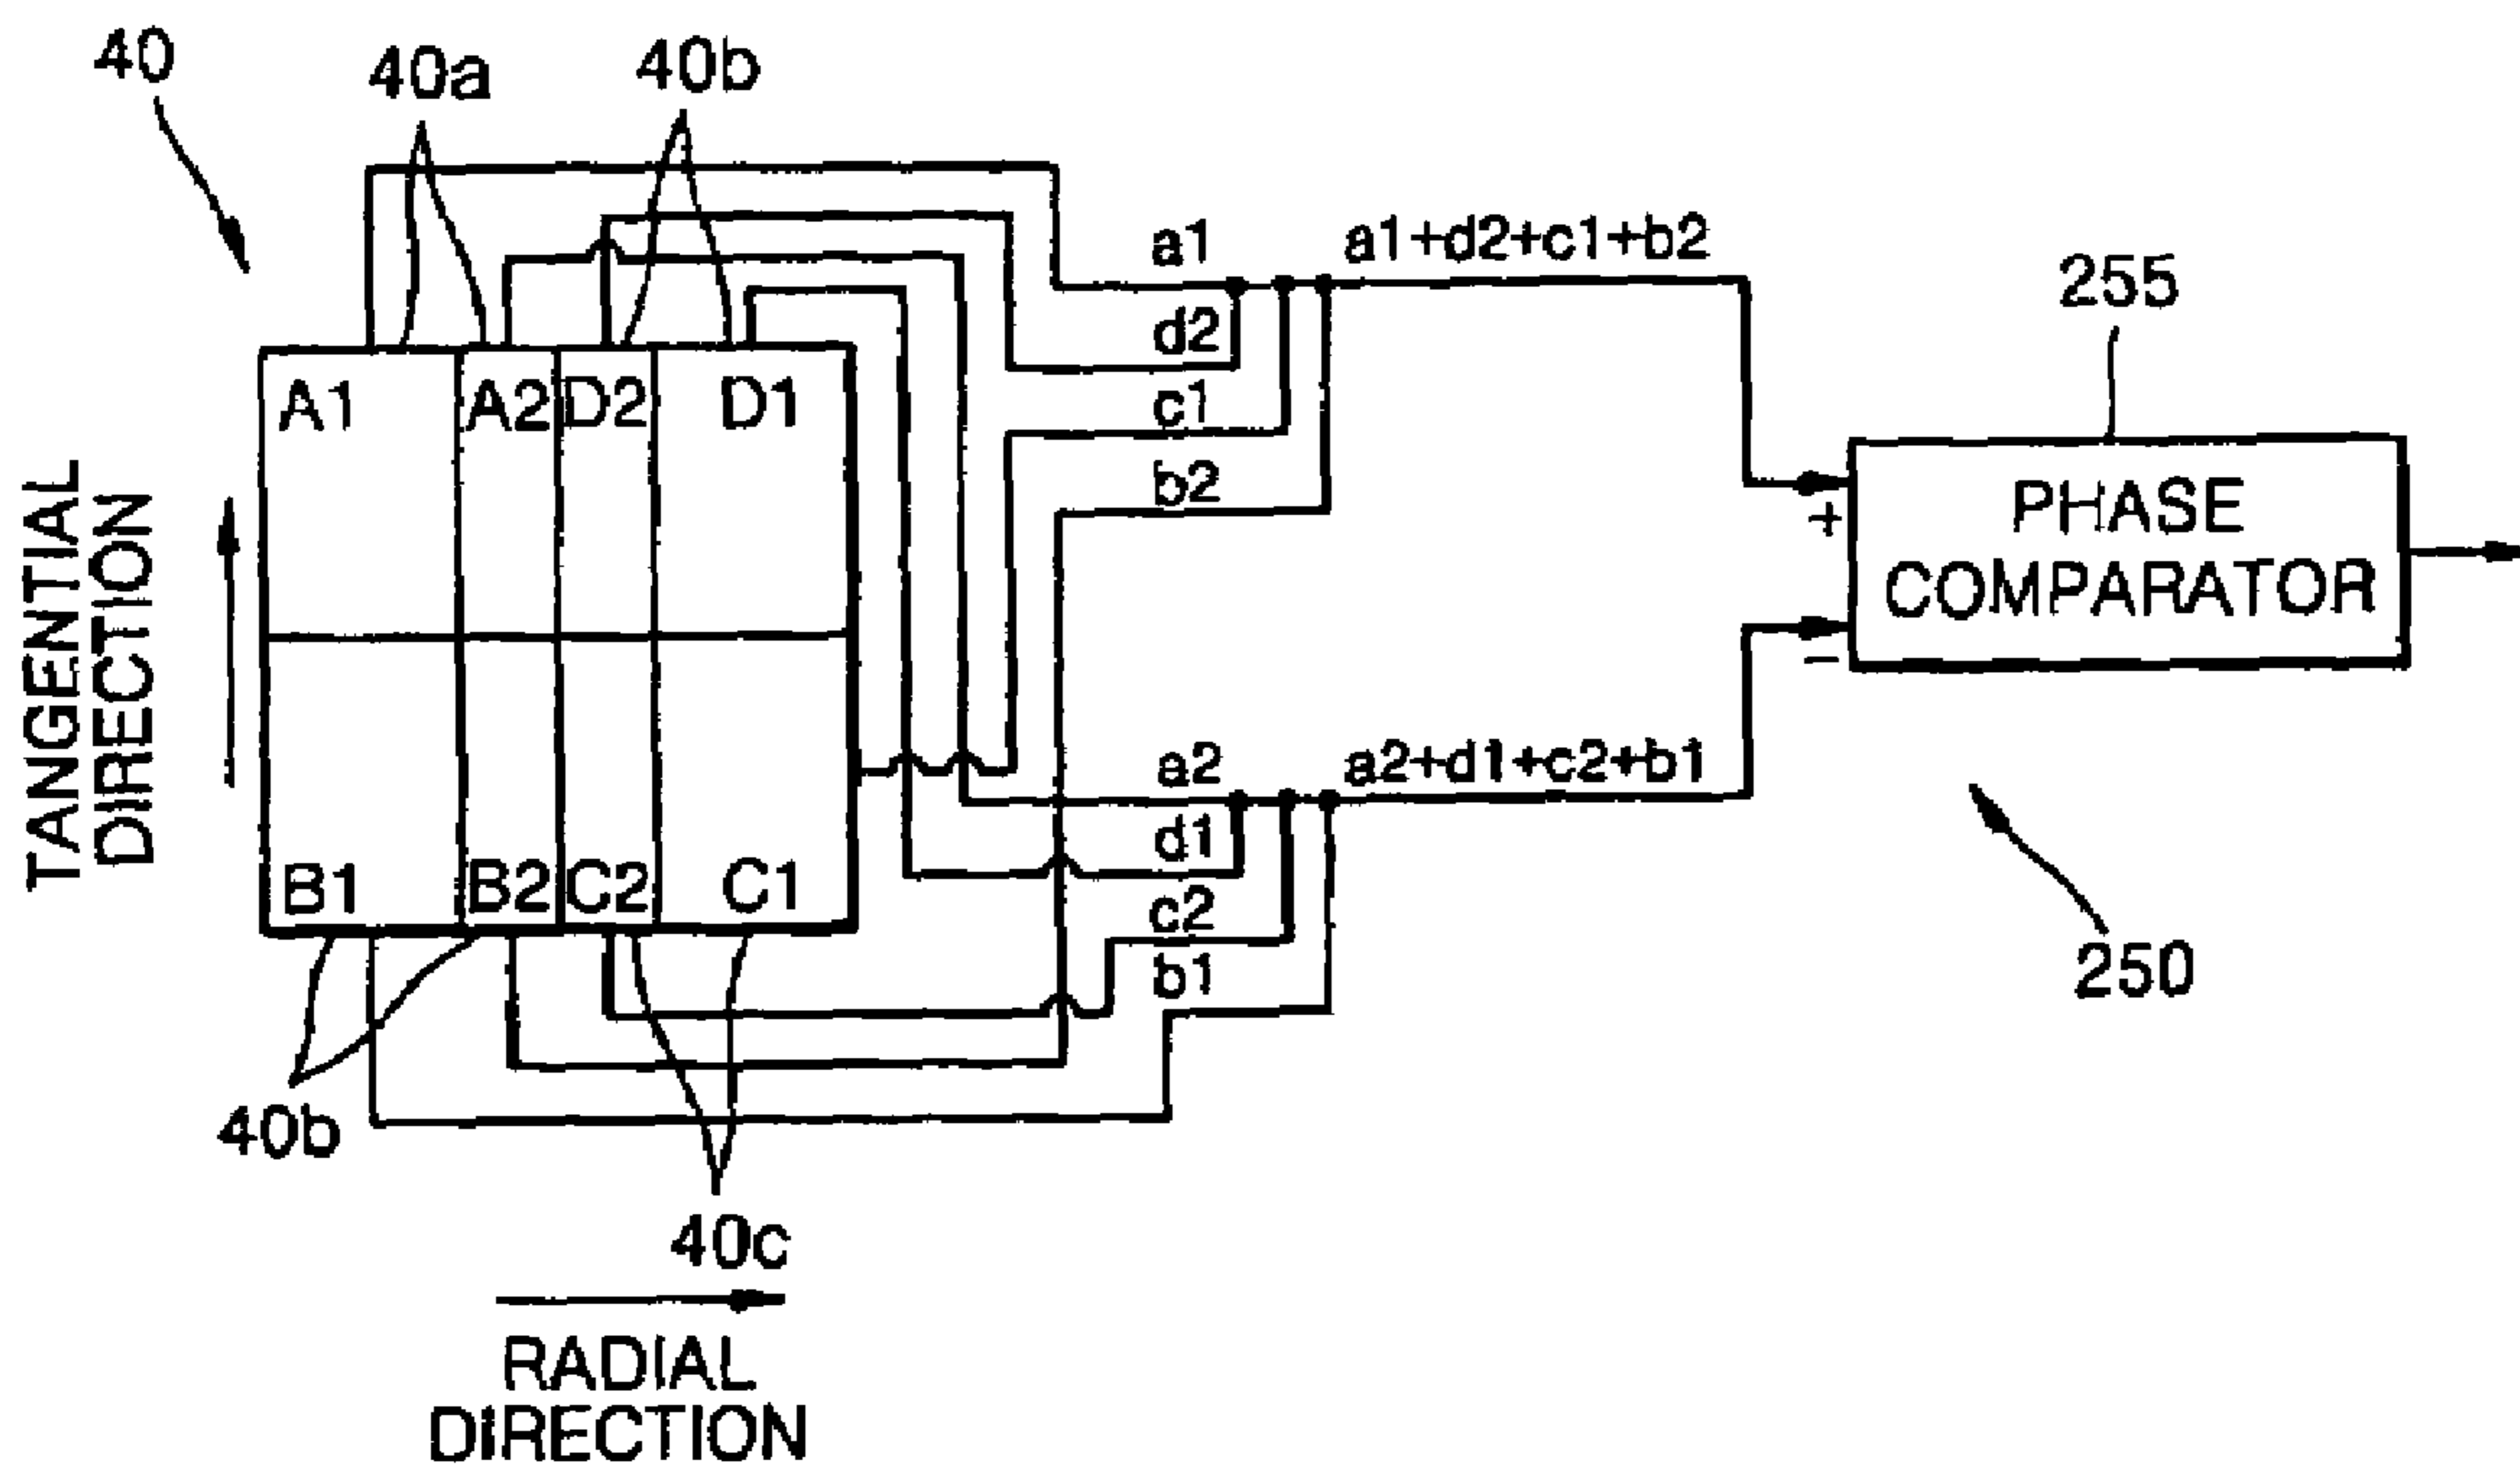 40
40a
40b
a1
a1+d2+c1+b2
255
d2
A1
A2
D2
D1
c1
b2
PHASE
COMPARATOR
+
−
TANGENTIAL
DIRECTION
a2
a2+d1+c2+b1
d1
B1
B2
C2
C1
c2
b1
250
40b
40c
RADIAL
DIRECTION